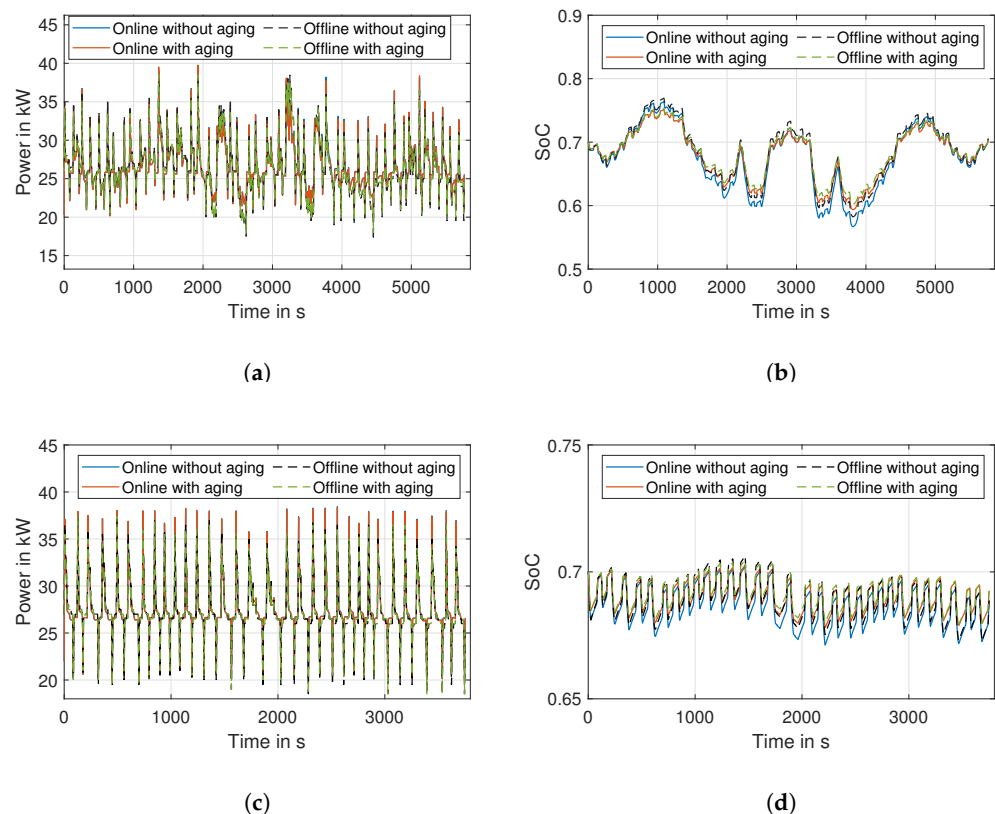 45
40
35
30
25
20
15
Power in kW
Online without aging
Offline without aging
Online with aging
Offline with aging
0 1000 2000 3000 4000 5000
Time in s
(a)
0.9
0.8
0.7
0.6
0.5
SoC
Online without aging
Offline without aging
Online with aging
Offline with aging
0 1000 2000 3000 4000 5000
Time in s
(b)
45
40
35
30
25
20
Power in kW
Online without aging
Offline without aging
Online with aging
Offline with aging
0 1000 2000 3000
Time in s
(c)
0.75
0.7
0.65
SoC
Online without aging
Offline without aging
Online with aging
Offline with aging
0 1000 2000 3000
Time in s
(d)